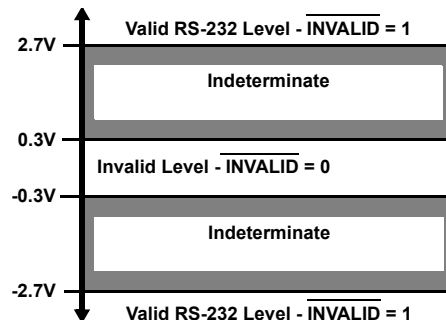 Valid RS-232 Level - INVALID = 1
2.7V
Indeterminate
0.3V
Invalid Level - INVALID = 0
-0.3V
Indeterminate
-2.7V
Valid RS-232 Level - INVALID = 1